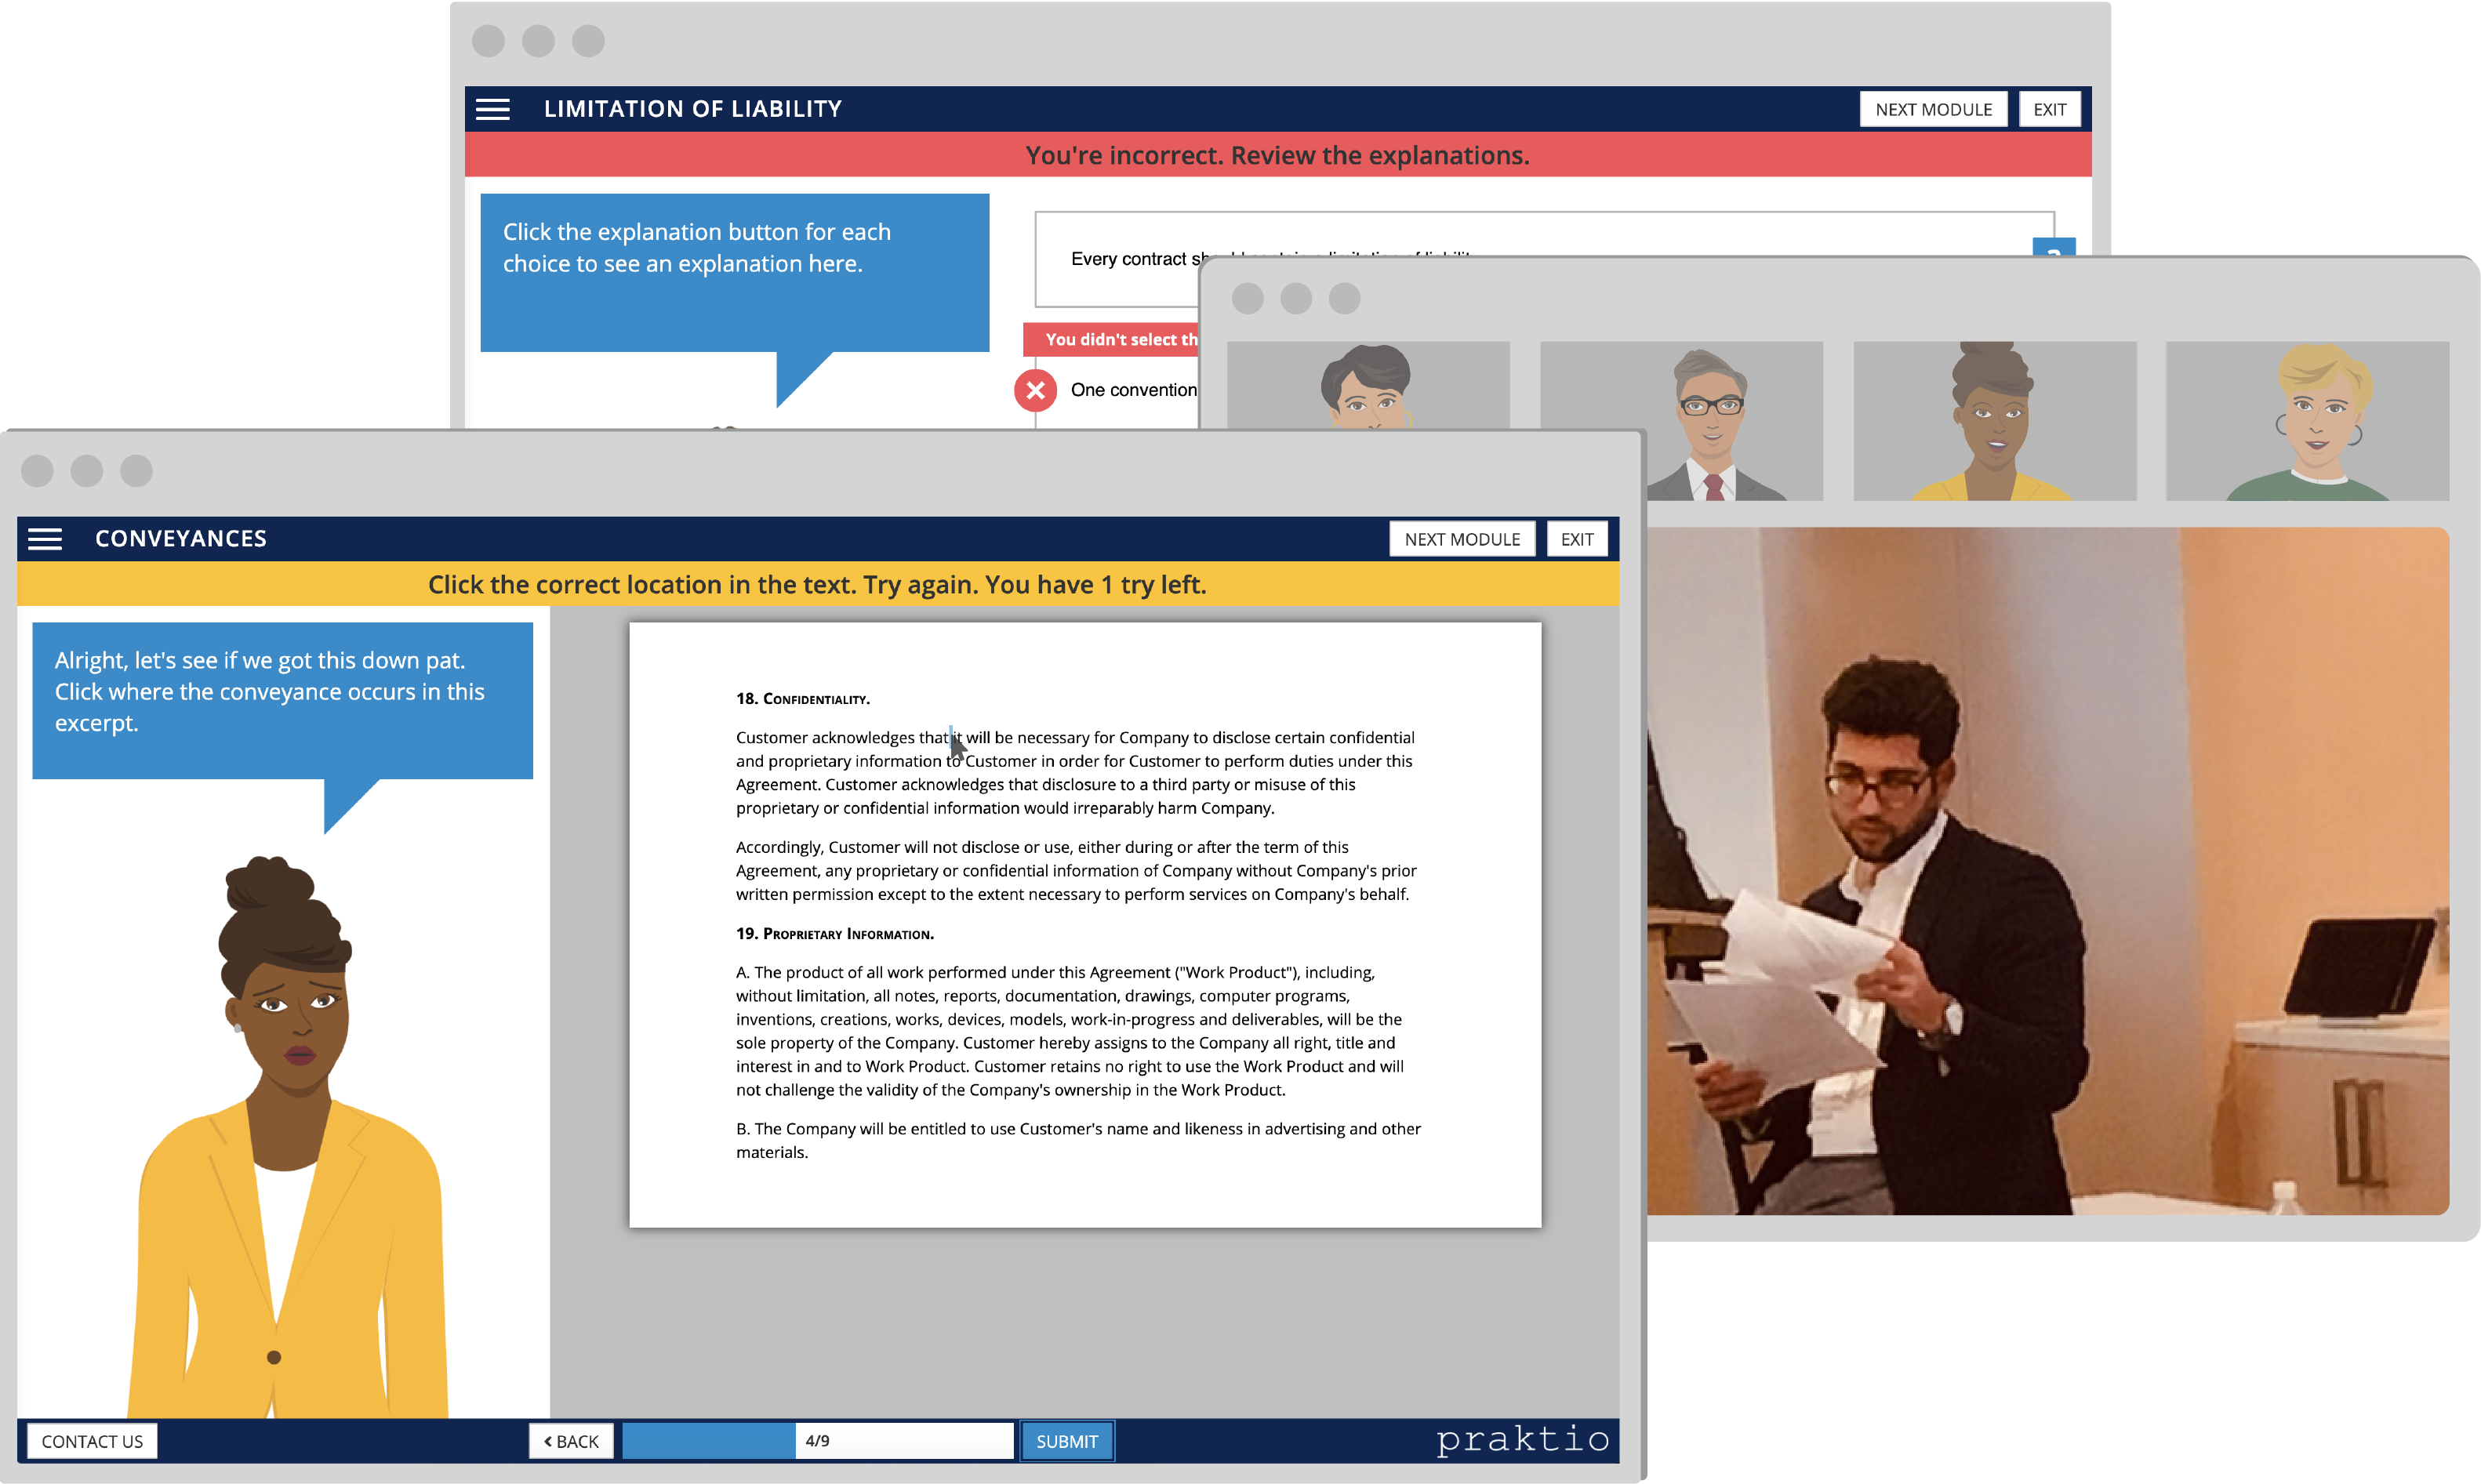 LIMITATION OF LIABILITY
NEXT MODULE
EXIT
You're incorrect. Review the explanations.
Click the explanation button for each
choice to see an explanation here.
Every contract
You didn't select
One convention
CONVEYANCES
NEXT MODULE
EXIT
Click the correct location in the text. Try again. You have 1 try left.
Alright, let's see if we got this down pat.
Click where the conveyance occurs in this
excerpt.
18. Confidentiality.
Customer acknowledges that it will be necessary for Company to disclose certain confidential
and proprietary information to Customer in order for Customer to perform duties under this
Agreement. Customer acknowledges that disclosure to a third party or misuse of this
proprietary or confidential information would irreparably harm Company.
Accordingly, Customer will not disclose or use, either during or after the term of this
Agreement, any proprietary or confidential information of Company without Company's prior
written permission except to the extent necessary to perform services on Company's behalf.
19. Proprietary Information.
A. The product of all work performed under this Agreement ("Work Product"), including,
without limitation, all notes, reports, documentation, drawings, computer programs,
inventions, creations, works, devices, models, work-in-progress and deliverables, will be the
sole property of the Company. Customer hereby assigns to the Company all right, title and
interest in and to Work Product. Customer retains no right to use the Work Product and will
not challenge the validity of the Company's ownership in the Work Product.
B. The Company will be entitled to use Customer's name and likeness in advertising and other
materials.
CONTACT US
BACK
4/9
SUBMIT
praktio